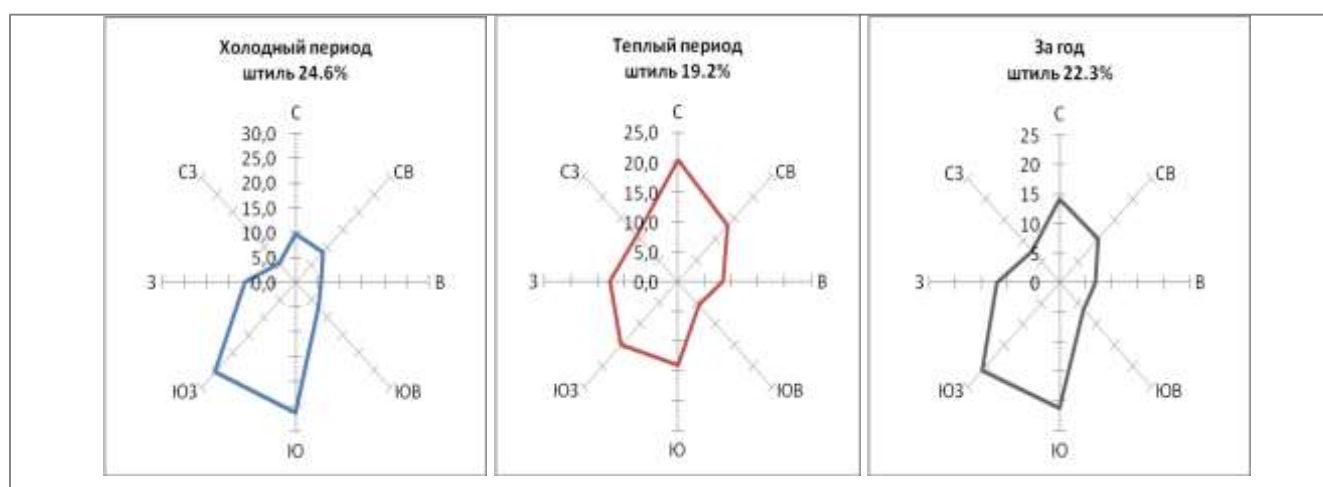 Холодный период
штиль 24.6%
С
30,0
25,0
20,0
15,0
10,0
5,0
0,0
СЗ
СВ
З
В
ЮЗ
ЮВ
Ю
Теплый период
штиль 19.2%
С
25,0
20,0
15,0
10,0
5,0
0,0
СЗ
СВ
З
В
ЮЗ
ЮВ
Ю
За год
штиль 22.3%
С
25
20
15
10
5
0
СЗ
СВ
З
В
ЮЗ
ЮВ
Ю